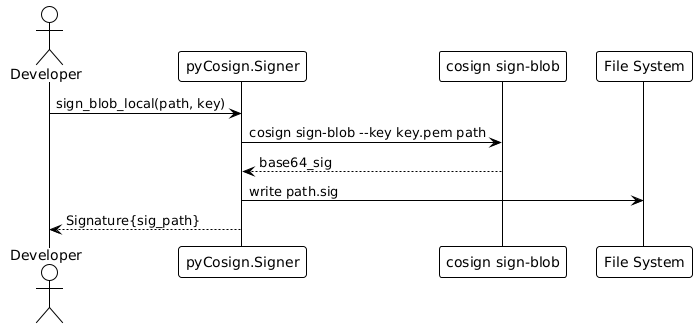 Developer
pyCosign.Signer
cosign sign-blob
File System
sign_blob_local(path, key)
cosign sign-blob --key key.pem path
base64_sig
write path.sig
Signature{sig_path}
Developer
pyCosign.Signer
cosign sign-blob
File System